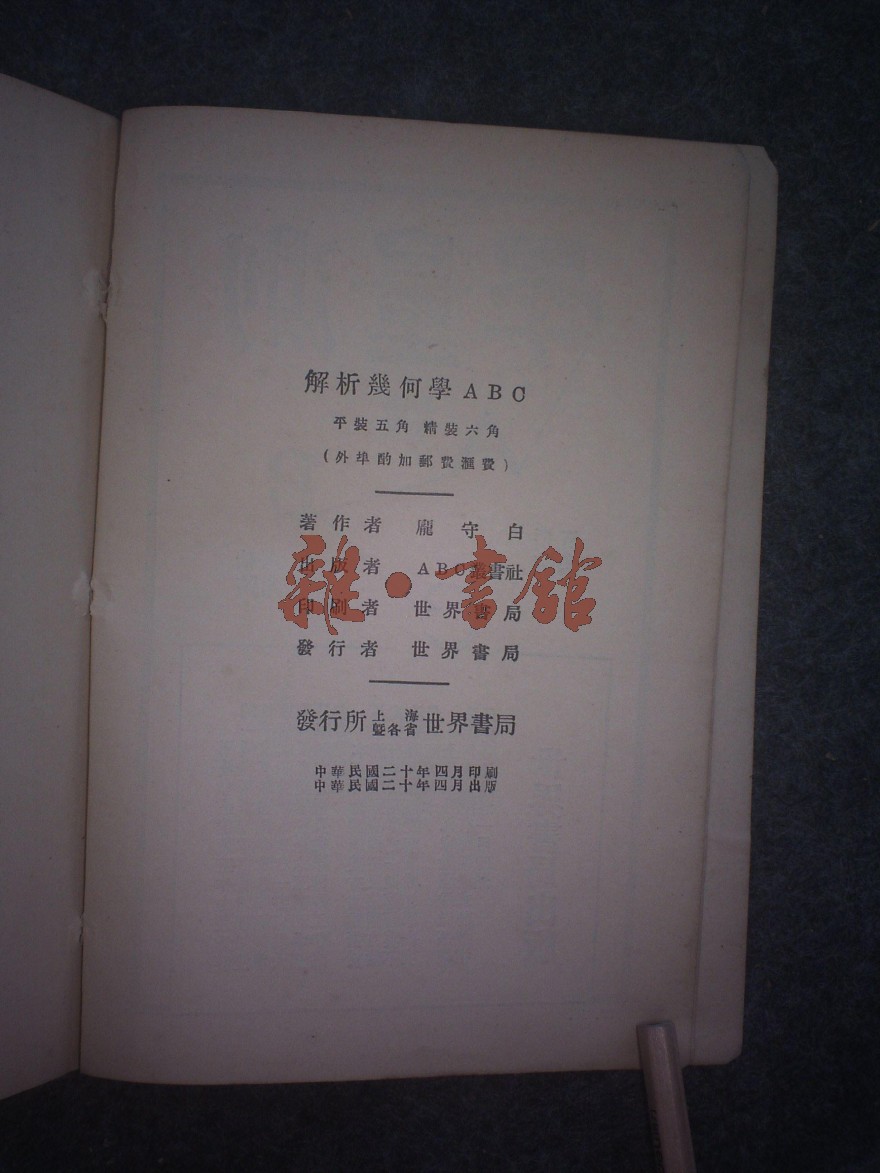 解析幾何學ABC
平裝五角 精裝六角
(外埠酌加郵費滙費)
著作者 龐守白
出版者 ABC叢書社
印刷者 世界書局
發行者 世界書局
發行所 上海暨各省 世界書局
中華民國二十年四月印刷
中華民國二十年四月出版
雜·書館